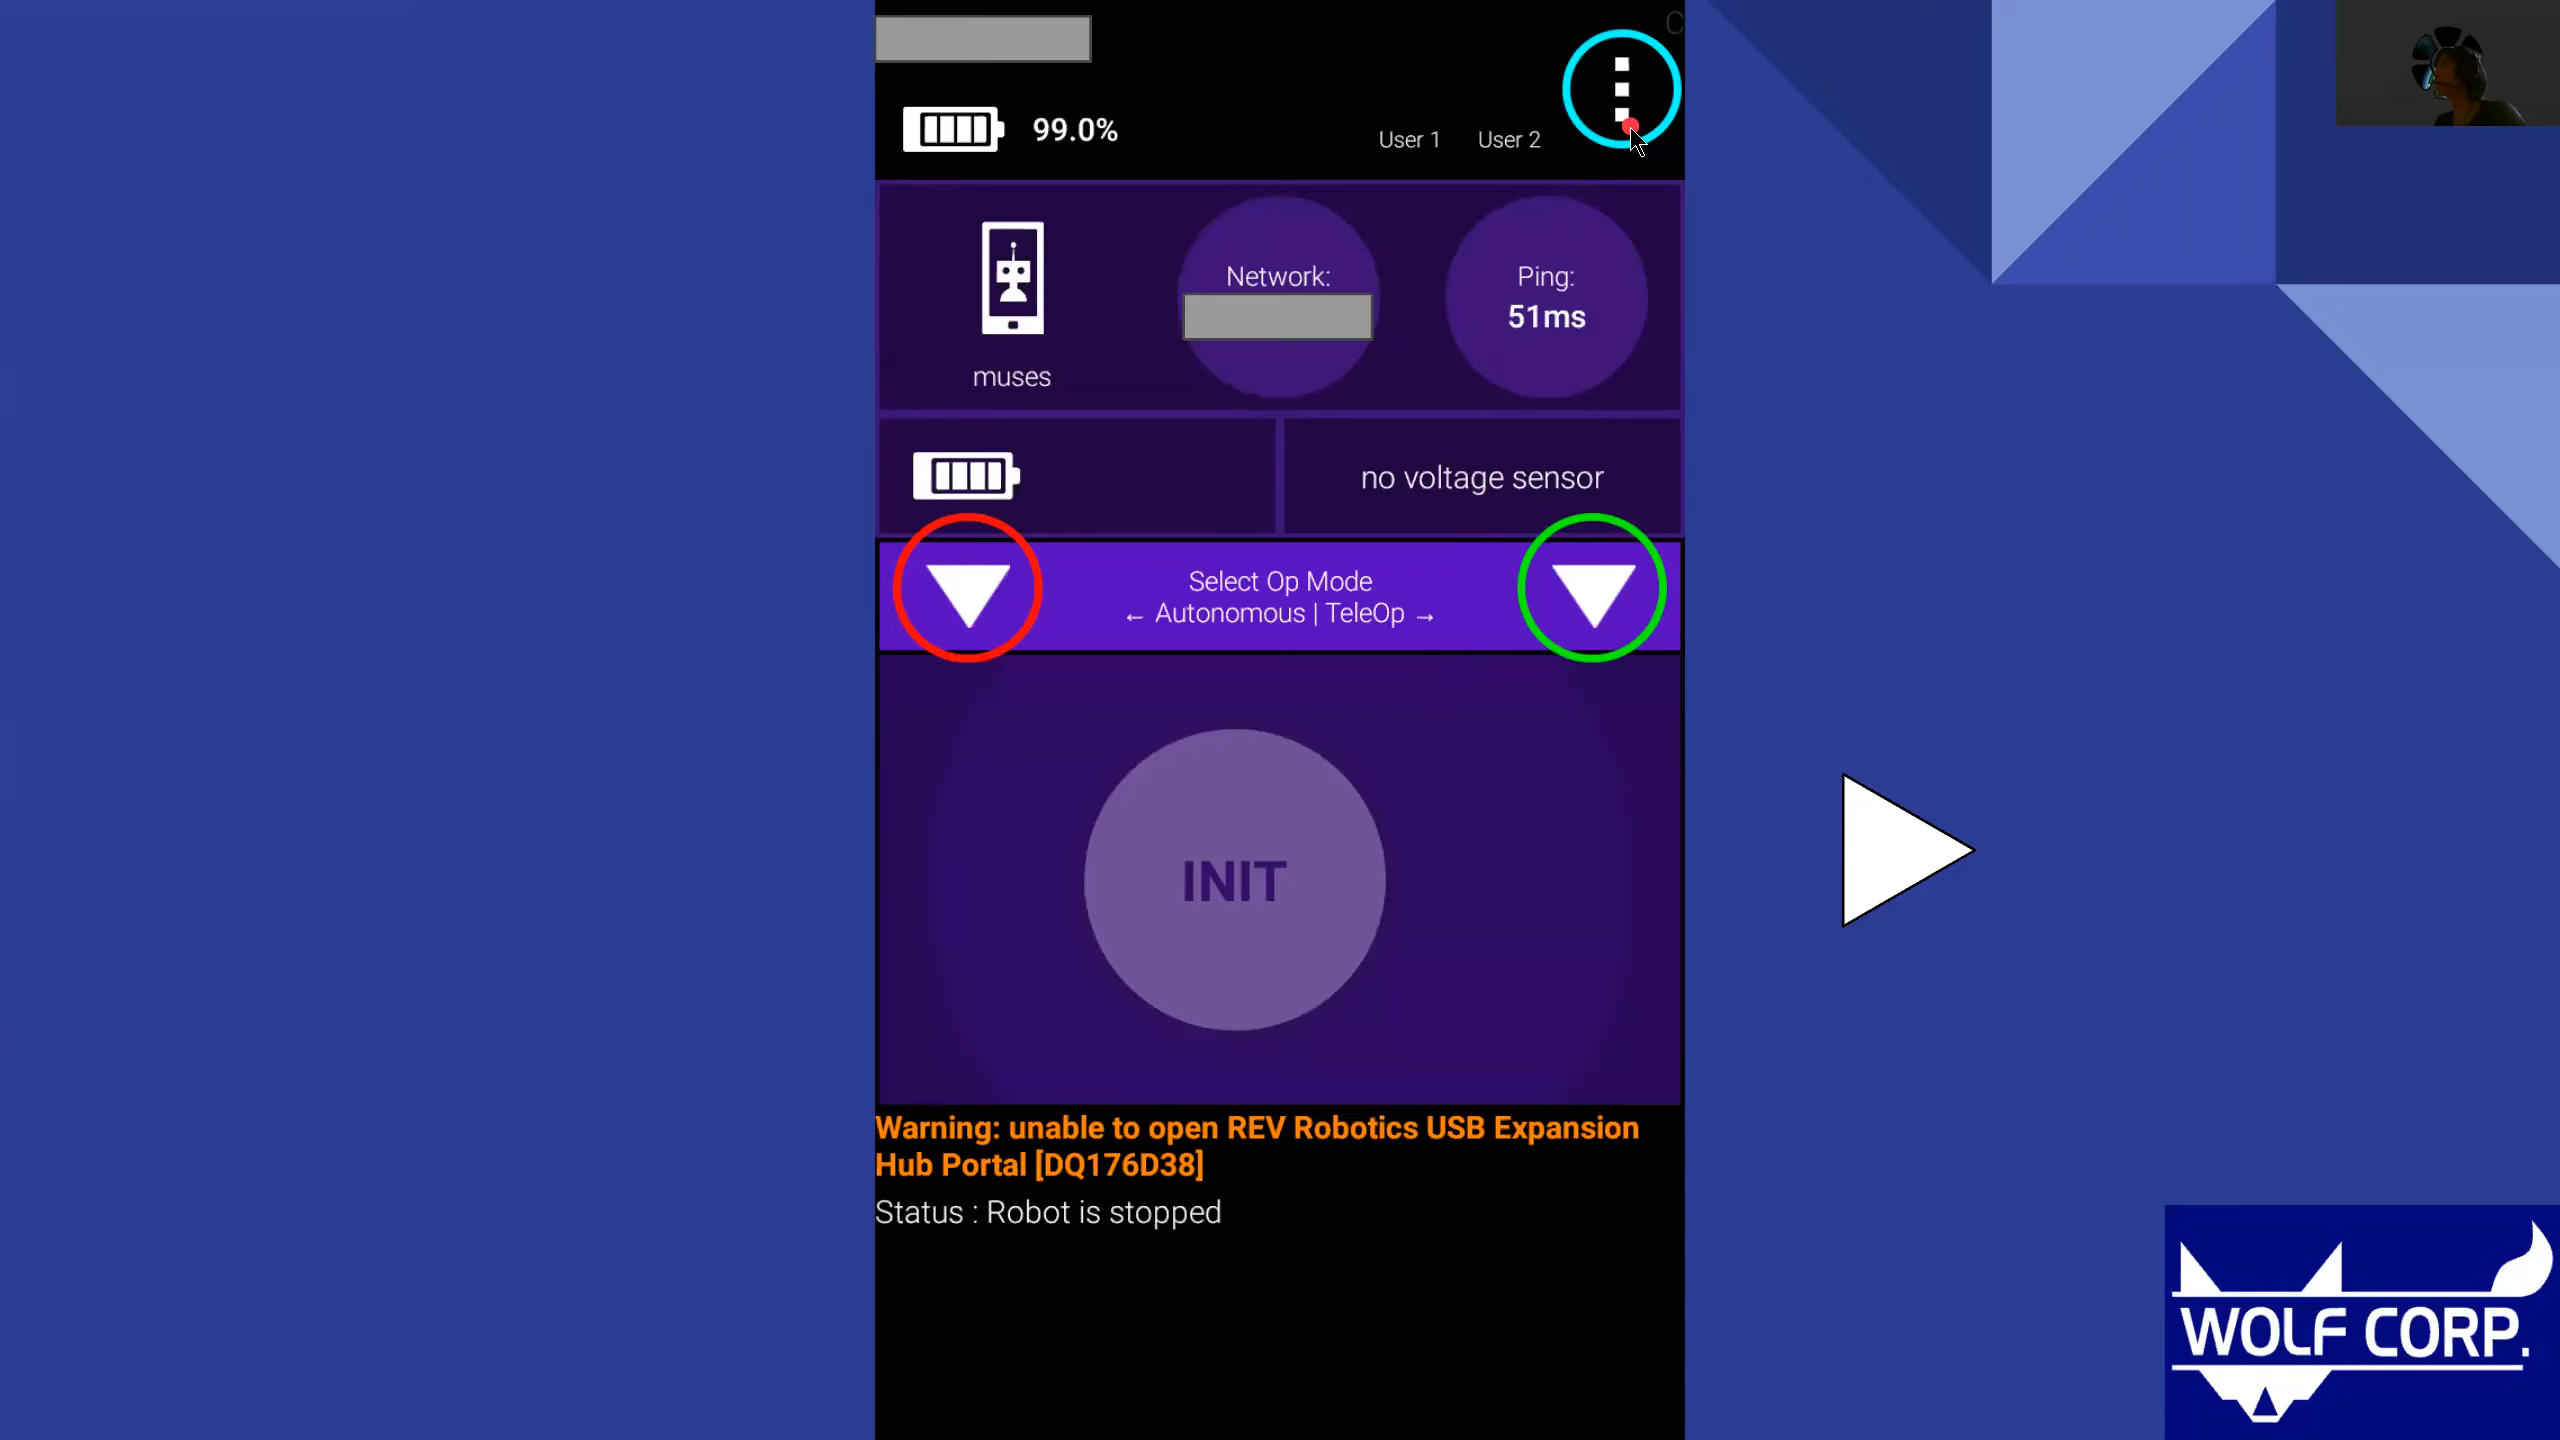 99.0%
User 1 User 2
Network:
Ping:
51ms
muses
no voltage sensor
Select Op Mode
← Autonomous | TeleOp →
INIT
Warning: unable to open REV Robotics USB Expansion
Hub Portal [DQ176D38]
Status : Robot is stopped
WOLF CORP.